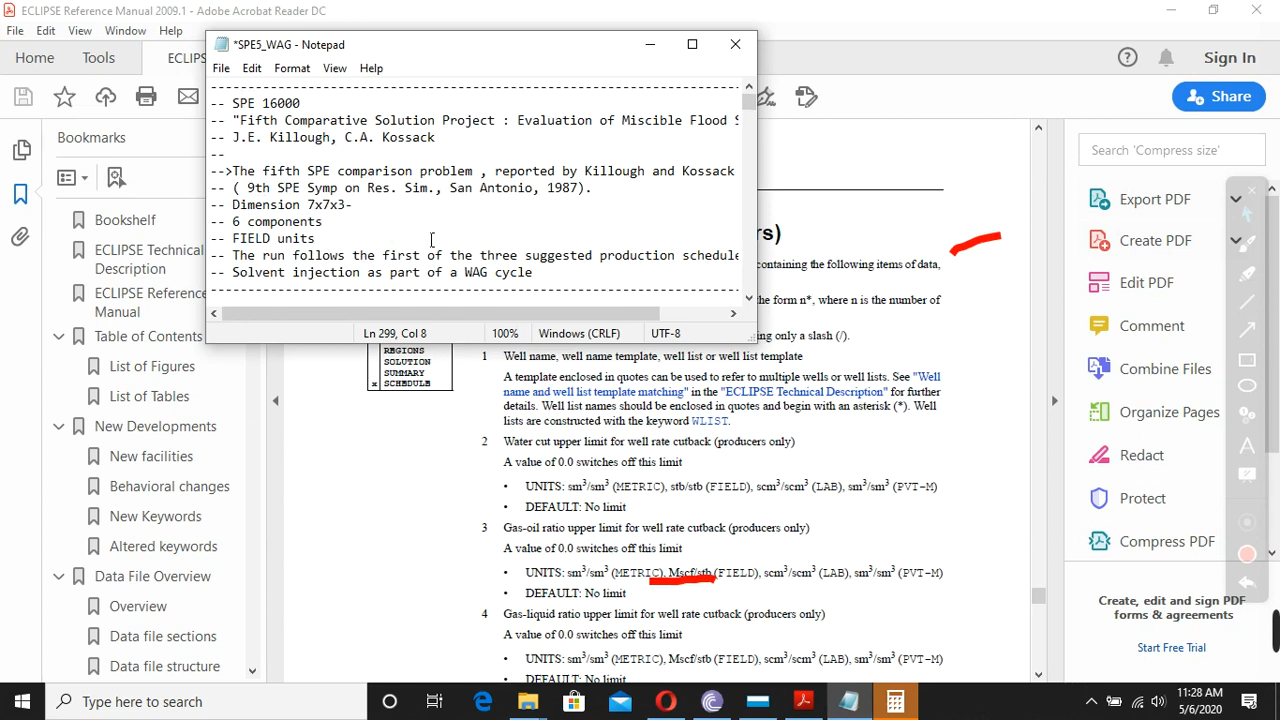 ECLIPSE Reference Manual 2009.1 - Adobe Acrobat Reader DC
File Edit View Window Help
Home Tools ECLIPS
Sign In
Share
Bookmarks
Bookshelf
ECLIPSE Technical
Description
ECLIPSE Reference
Manual
Table of Contents
List of Figures
List of Tables
New Developments
New facilities
Behavioral changes
New Keywords
Altered keywords
Data File Overview
Overview
Data file sections
Data file structure
*SPE5_WAG - Notepad
File Edit Format View Help
--------------------------------------------------------------------
-- SPE 16000
-- "Fifth Comparative Solution Project : Evaluation of Miscible Flood S
-- J.E. Killough, C.A. Kossack
--
-->The fifth SPE comparison problem , reported by Killough and Kossack
-- ( 9th SPE Symp on Res. Sim., San Antonio, 1987).
-- Dimension 7x7x3-
-- 6 components
-- FIELD units
-- The run follows the first of the three suggested production schedule
-- Solvent injection as part of a WAG cycle
--------------------------------------------------------------------
Ln 299, Col 8 100% Windows (CRLF) UTF-8
rs)
containing the following items of data,
the form n*, where n is the number of
ing only a slash (/).
REGIONS
SOLUTION
SUMMARY
x SCHEDULE
1 Well name, well name template, well list or well list template
A template enclosed in quotes can be used to refer to multiple wells or well lists. See "Well
name and well list template matching" in the "ECLIPSE Technical Description" for further
details. Well list names should be enclosed in quotes and begin with an asterisk (*). Well
lists are constructed with the keyword WLIST.
2 Water cut upper limit for well rate cutback (producers only)
A value of 0.0 switches off this limit
• UNITS: sm³/sm³ (METRIC), stb/stb (FIELD), scm³/scm³ (LAB), sm³/sm³ (PVT-M)
• DEFAULT: No limit
3 Gas-oil ratio upper limit for well rate cutback (producers only)
A value of 0.0 switches off this limit
• UNITS: sm³/sm³ (METRIC), Mscf/stb (FIELD), scm³/scm³ (LAB), sm³/sm³ (PVT-M)
• DEFAULT: No limit
4 Gas-liquid ratio upper limit for well rate cutback (producers only)
A value of 0.0 switches off this limit
• UNITS: sm³/sm³ (METRIC), Mscf/stb (FIELD), scm³/scm³ (LAB), sm³/sm³ (PVT-M)
• DEFAULT: No limit
Search 'Compress size'
Export PDF
Create PDF
Edit PDF
Comment
Combine Files
Organize Pages
Redact
Protect
Compress PDF
Create, edit and sign PDF
forms & agreements
Start Free Trial
Type here to search
11:28 AM
5/6/2020